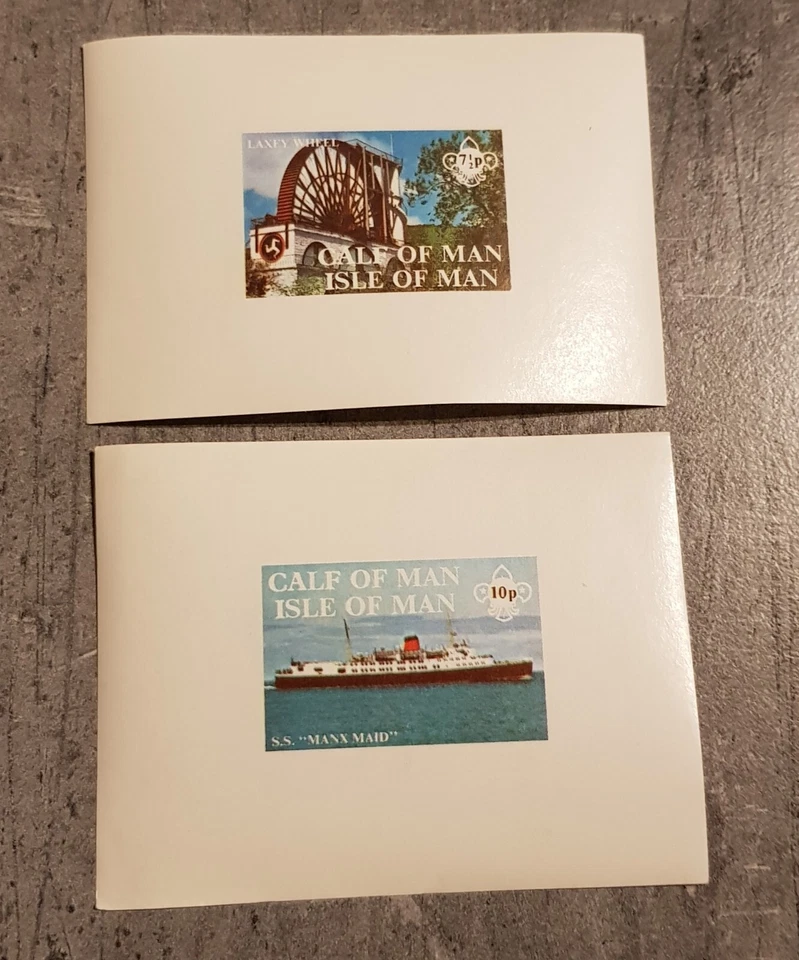 LAXEY WHEEL
7½p
CALF OF MAN
ISLE OF MAN
CALF OF MAN
ISLE OF MAN
10p
S.S. "MANX MAID"